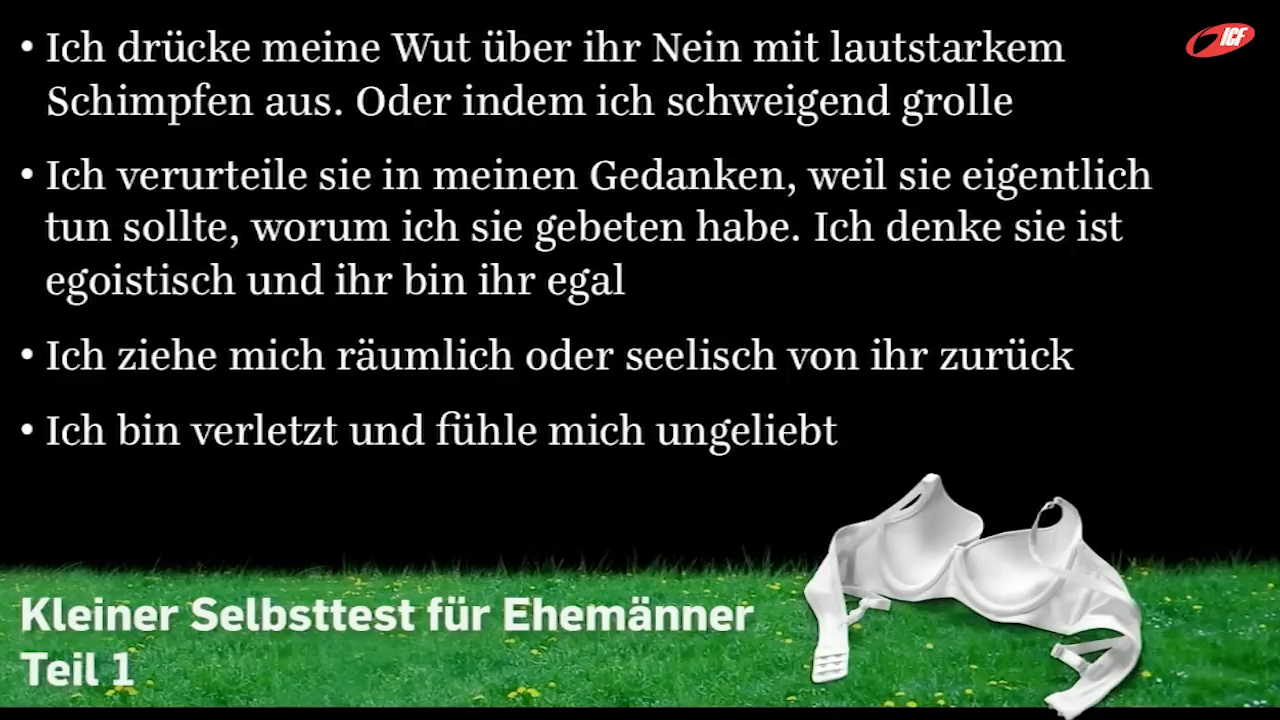 ICF
• Ich drücke meine Wut über ihr Nein mit lautstarkem
Schimpfen aus. Oder indem ich schweigend grolle
• Ich verurteile sie in meinen Gedanken, weil sie eigentlich
tun sollte, worum ich sie gebeten habe. Ich denke sie ist
egoistisch und ihr bin ihr egal
• Ich ziehe mich räumlich oder seelisch von ihr zurück
• Ich bin verletzt und fühle mich ungeliebt
Kleiner Selbsttest für Ehemänner
Teil 1